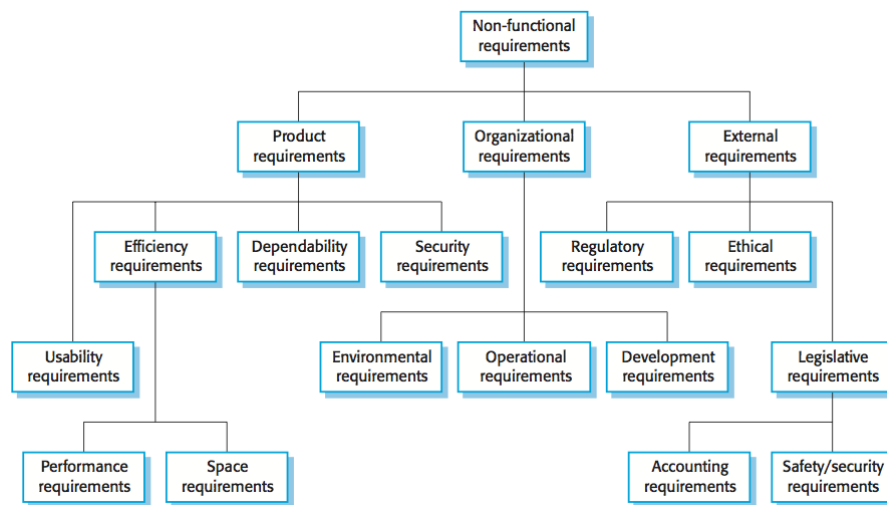 Non-functional
requirements
Product
requirements
Organizational
requirements
External
requirements
Efficiency
requirements
Dependability
requirements
Security
requirements
Regulatory
requirements
Ethical
requirements
Usability
requirements
Environmental
requirements
Operational
requirements
Development
requirements
Legislative
requirements
Performance
requirements
Space
requirements
Accounting
requirements
Safety/security
requirements